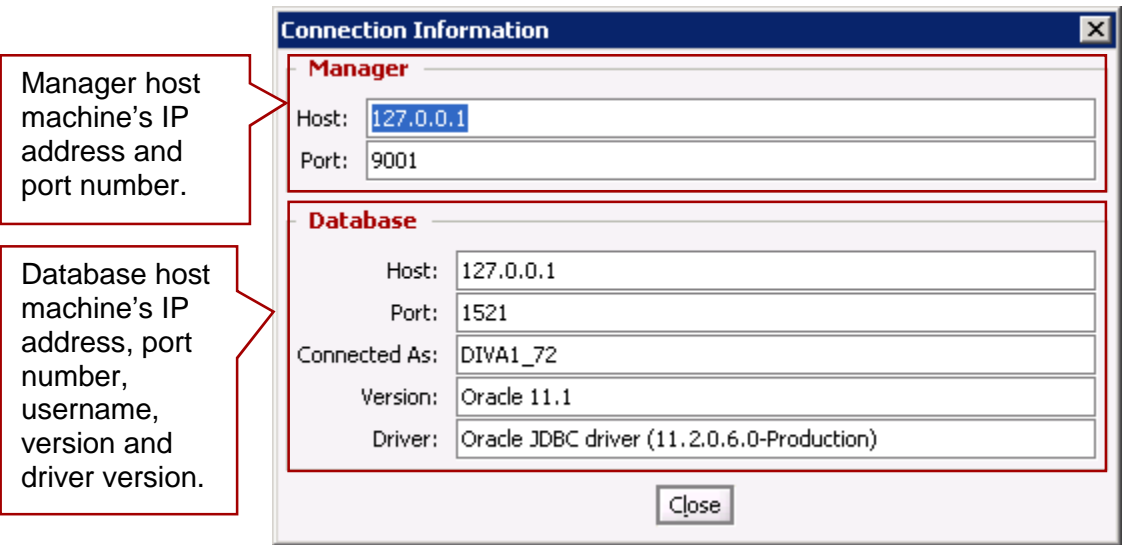 Connection Information
Manager host
machine’s IP
address and
port number.
Manager
Host: 127.0.0.1
Port: 9001
Database host
machine’s IP
address, port
number,
username,
version and
driver version.
Database
Host: 127.0.0.1
Port: 1521
Connected As: DIVA1_72
Version: Oracle 11.1
Driver: Oracle JDBC driver (11.2.0.6.0-Production)
Close